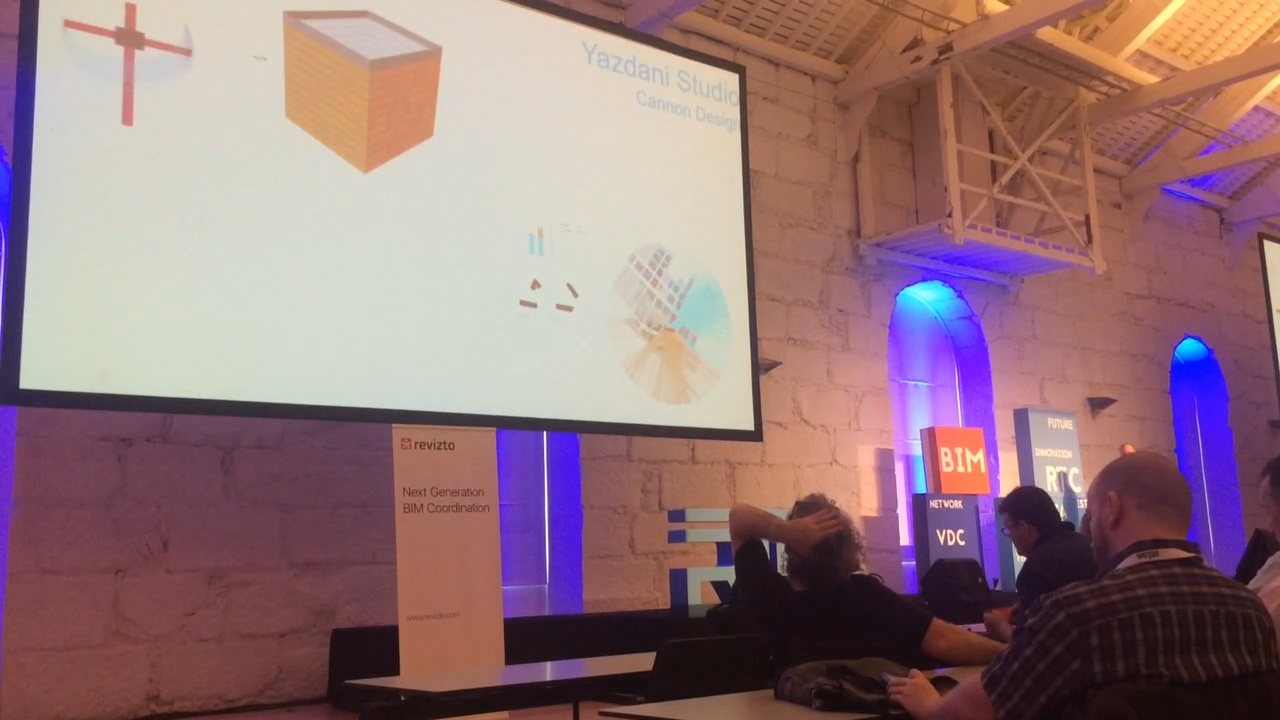 Yazdani Studio
Cannon Design
revizto
Next Generation
BIM Coordination
www.revizto.com
BIM
NETWORK
VDC
FUTURE
INNOVATION
RTC